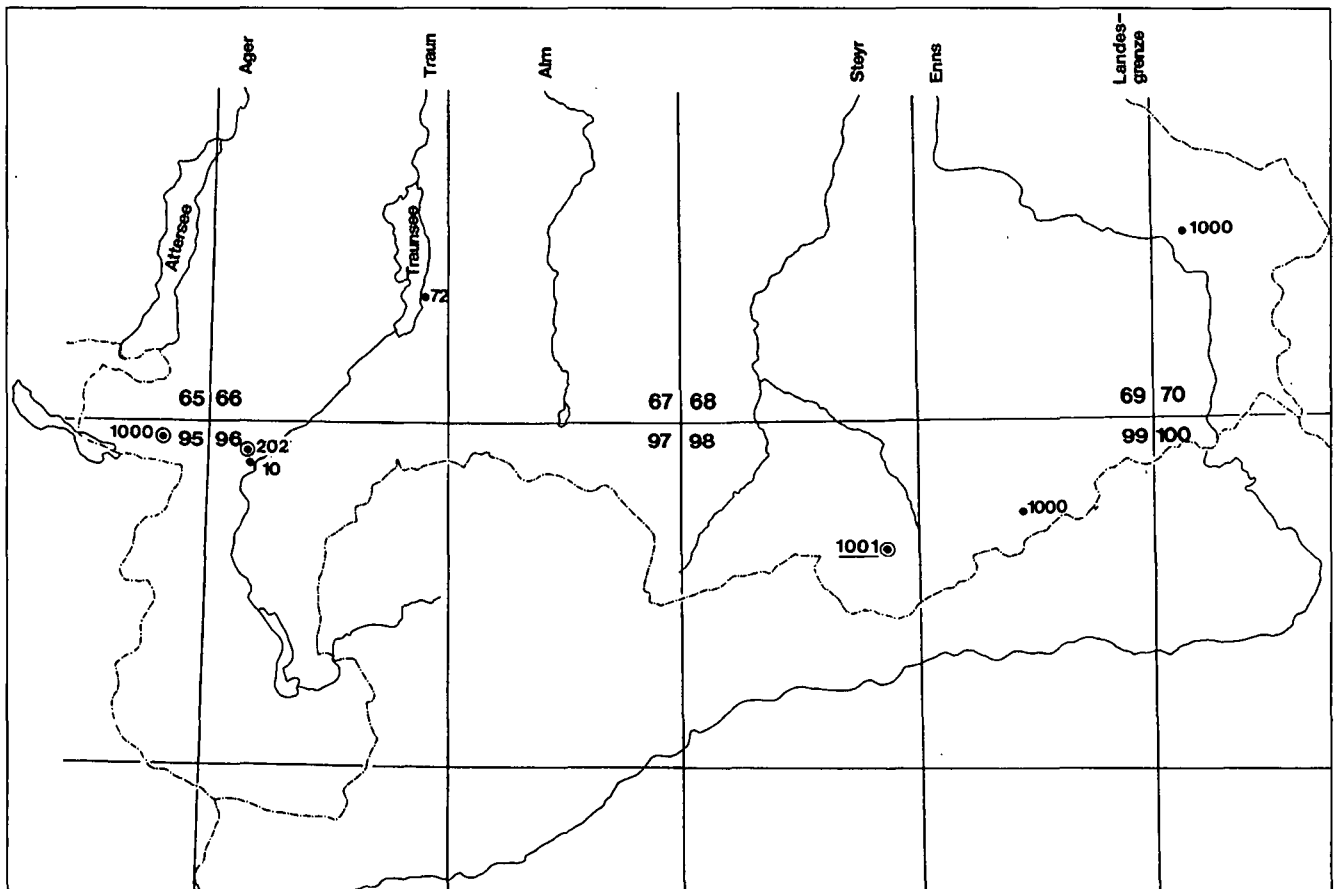 Ager
Traun
Alm
Steyr
Enns
Landes-
grenze
Attersee
Traunsee
1000
72
65 66
67 68
69 70
1000
95 96
202
10
97 98
99 100
1000
1001